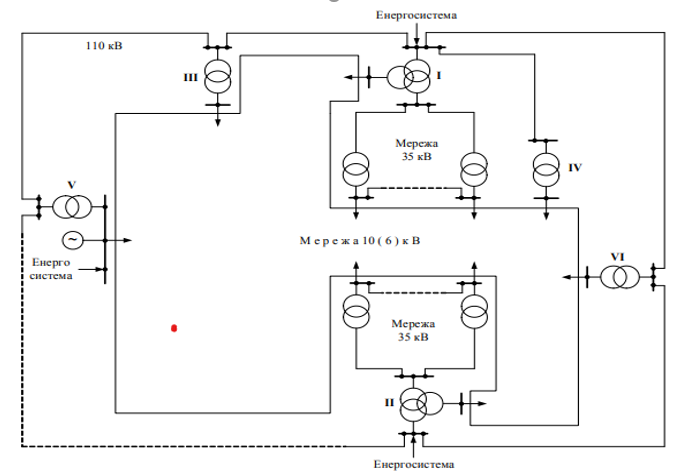 Енергосистема
110 кВ
III
I
Мережа
35 кВ
IV
V
~
М е р е ж а 10 ( 6 ) к В
Енерго
система
VI
Мережа
35 кВ
II
Енергосистема